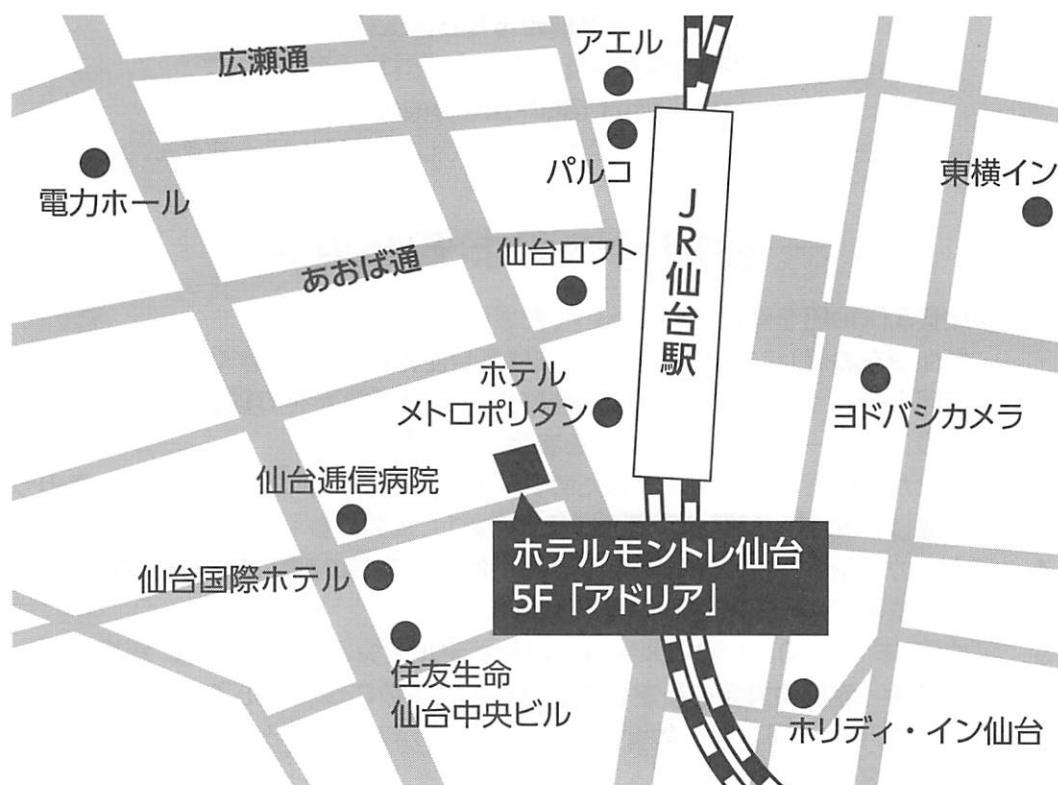 広瀬通
アエル
パルコ
電力ホール
東横イン
JR仙台駅
仙台ロフト
あおば通
ホテル
メトロポリタン
ヨドバシカメラ
仙台逓信病院
ホテルモントレ仙台
5F「アドリア」
仙台国際ホテル
住友生命
仙台中央ビル
ホリディ・イン仙台